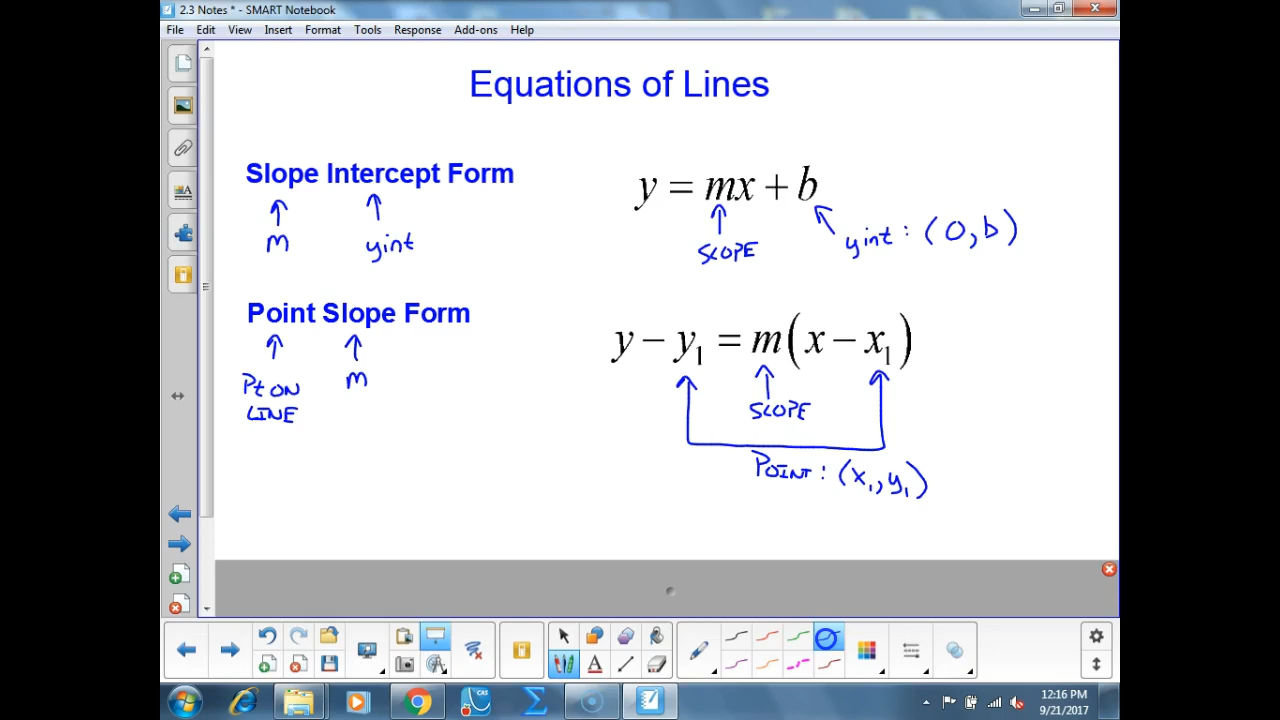 2.3 Notes * - SMART Notebook
File Edit View Insert Format Tools Response Add-ons Help
Equations of Lines
Slope Intercept Form
m
yint
y = mx + b
SLOPE
yint : (0, b)
Point Slope Form
Pt ON
LINE
m
y − y₁ = m(x − x₁)
SLOPE
POINT : (x₁, y₁)
CAS
12:16 PM
9/21/2017